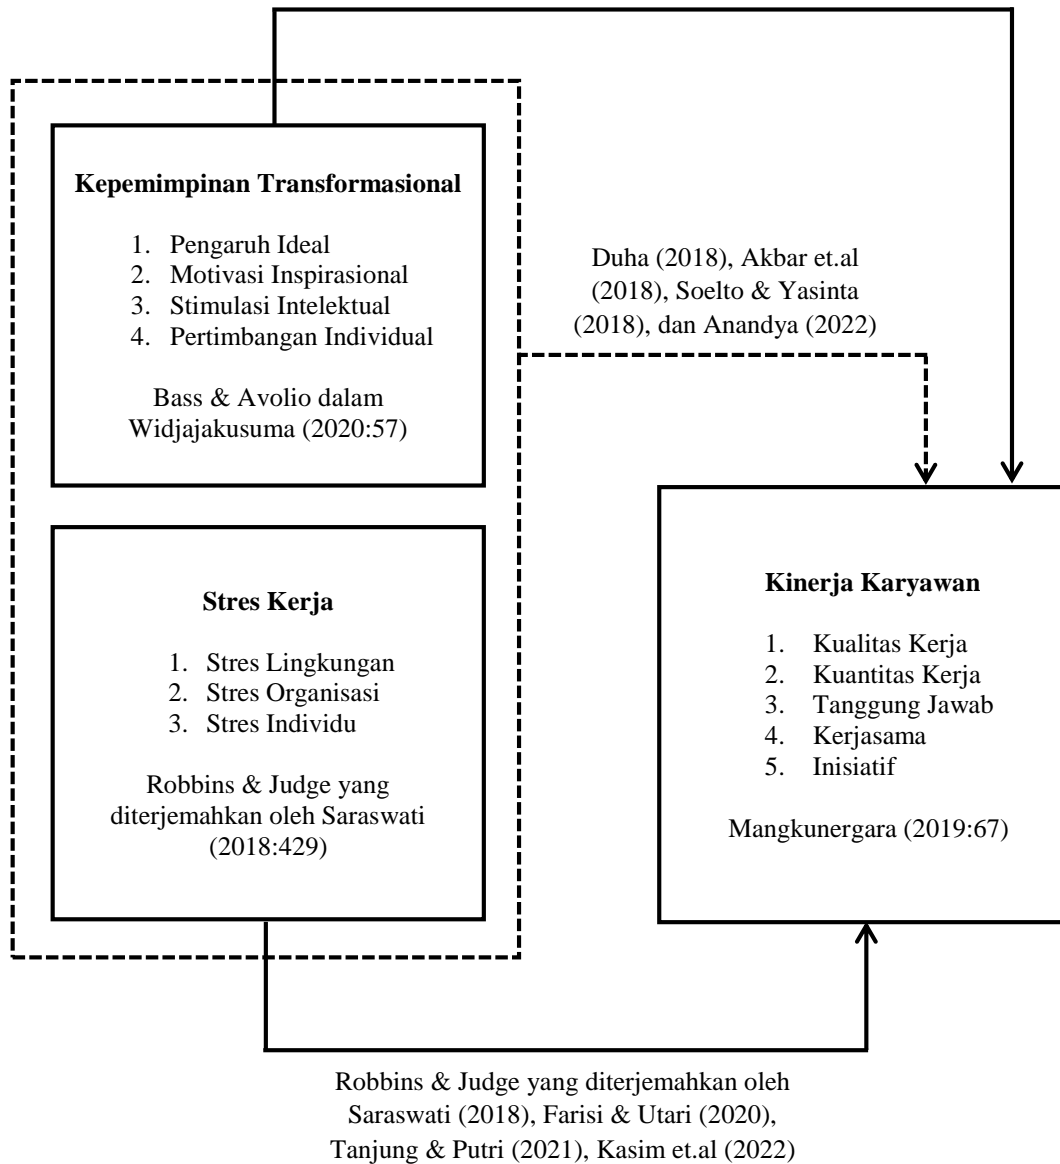 Kepemimpinan Transformasional
1. Pengaruh Ideal
2. Motivasi Inspirasional
3. Stimulasi Intelektual
4. Pertimbangan Individual
Bass & Avolio dalam
Widjajakusuma (2020:57)
Duha (2018), Akbar et.al
(2018), Soelto & Yasinta
(2018), dan Anandya (2022)
Stres Kerja
1. Stres Lingkungan
2. Stres Organisasi
3. Stres Individu
Robbins & Judge yang
diterjemahkan oleh Saraswati
(2018:429)
Kinerja Karyawan
1. Kualitas Kerja
2. Kuantitas Kerja
3. Tanggung Jawab
4. Kerjasama
5. Inisiatif
Mangkunergara (2019:67)
Robbins & Judge yang diterjemahkan oleh
Saraswati (2018), Farisi & Utari (2020),
Tanjung & Putri (2021), Kasim et.al (2022)